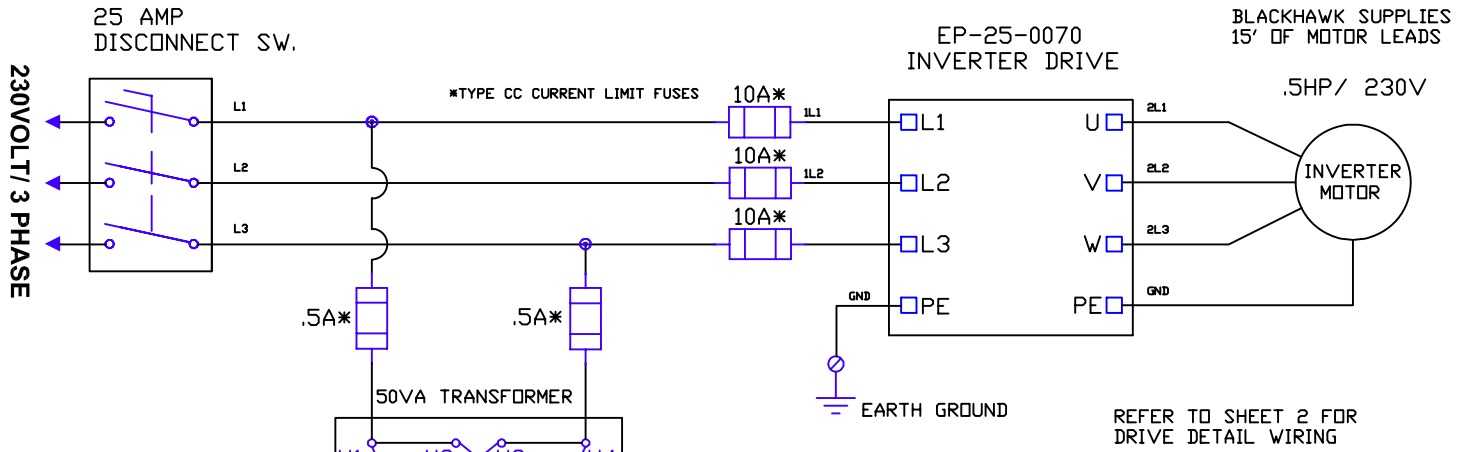 25 AMP
DISCONNECT SW.
230VOLT/ 3 PHASE
L1
L2
L3
*TYPE CC CURRENT LIMIT FUSES
10A*
1L1
10A*
1L2
10A*
.5A*
.5A*
50VA TRANSFORMER
EP-25-0070
INVERTER DRIVE
L1
L2
L3
GND
PE
U
V
W
PE
2L1
2L2
2L3
GND
EARTH GROUND
BLACKHAWK SUPPLIES
15' OF MOTOR LEADS
.5HP/ 230V
INVERTER
MOTOR
REFER TO SHEET 2 FOR
DRIVE DETAIL WIRING